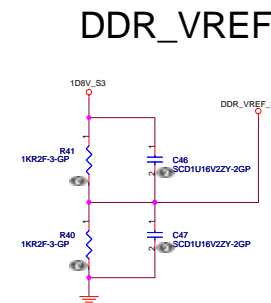 DDR_VREF
1D8V_S3
DDR_VREF_
1
R41
1KR2F-3-GP
2
1
C46
SCD1U16V2ZY-2GP
2
1
R40
1KR2F-3-GP
2
1
C47
SCD1U16V2ZY-2GP
2